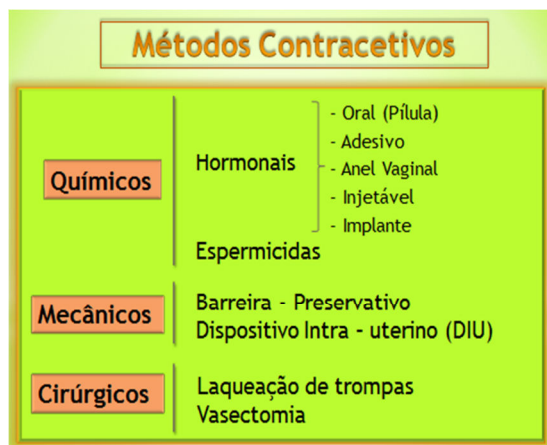 Métodos Contracetivos
Químicos
Hormonais
- Oral (Pílula)
- Adesivo
- Anel Vaginal
- Injetável
- Implante
Espermicidas
Mecânicos
Barreira - Preservativo
Dispositivo Intra - uterino (DIU)
Cirúrgicos
Laqueação de trompas
Vasectomia